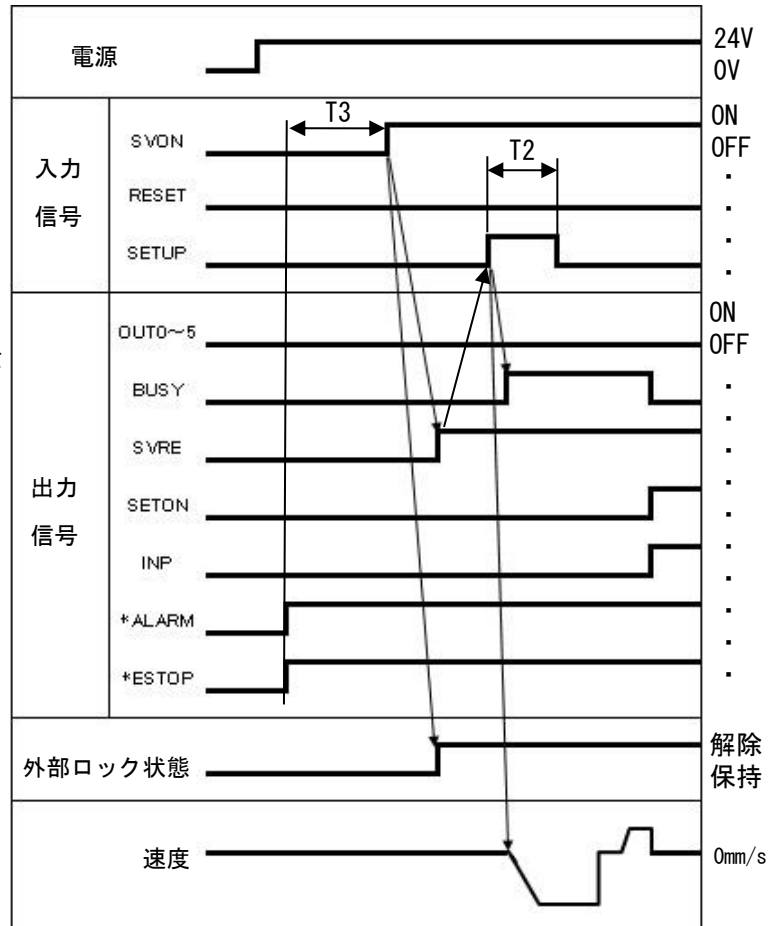 電源
24V
0V
入力
信号
SVON
T3
ON
OFF
RESET
T2
・
・
SETUP
・
・
出力
信号
OUT0～5
ON
OFF
BUSY
・
・
SVRE
・
・
SETON
・
・
INP
・
・
*ALARM
・
・
*ESTOP
・
外部ロック状態
解除
保持
速度
0mm/s